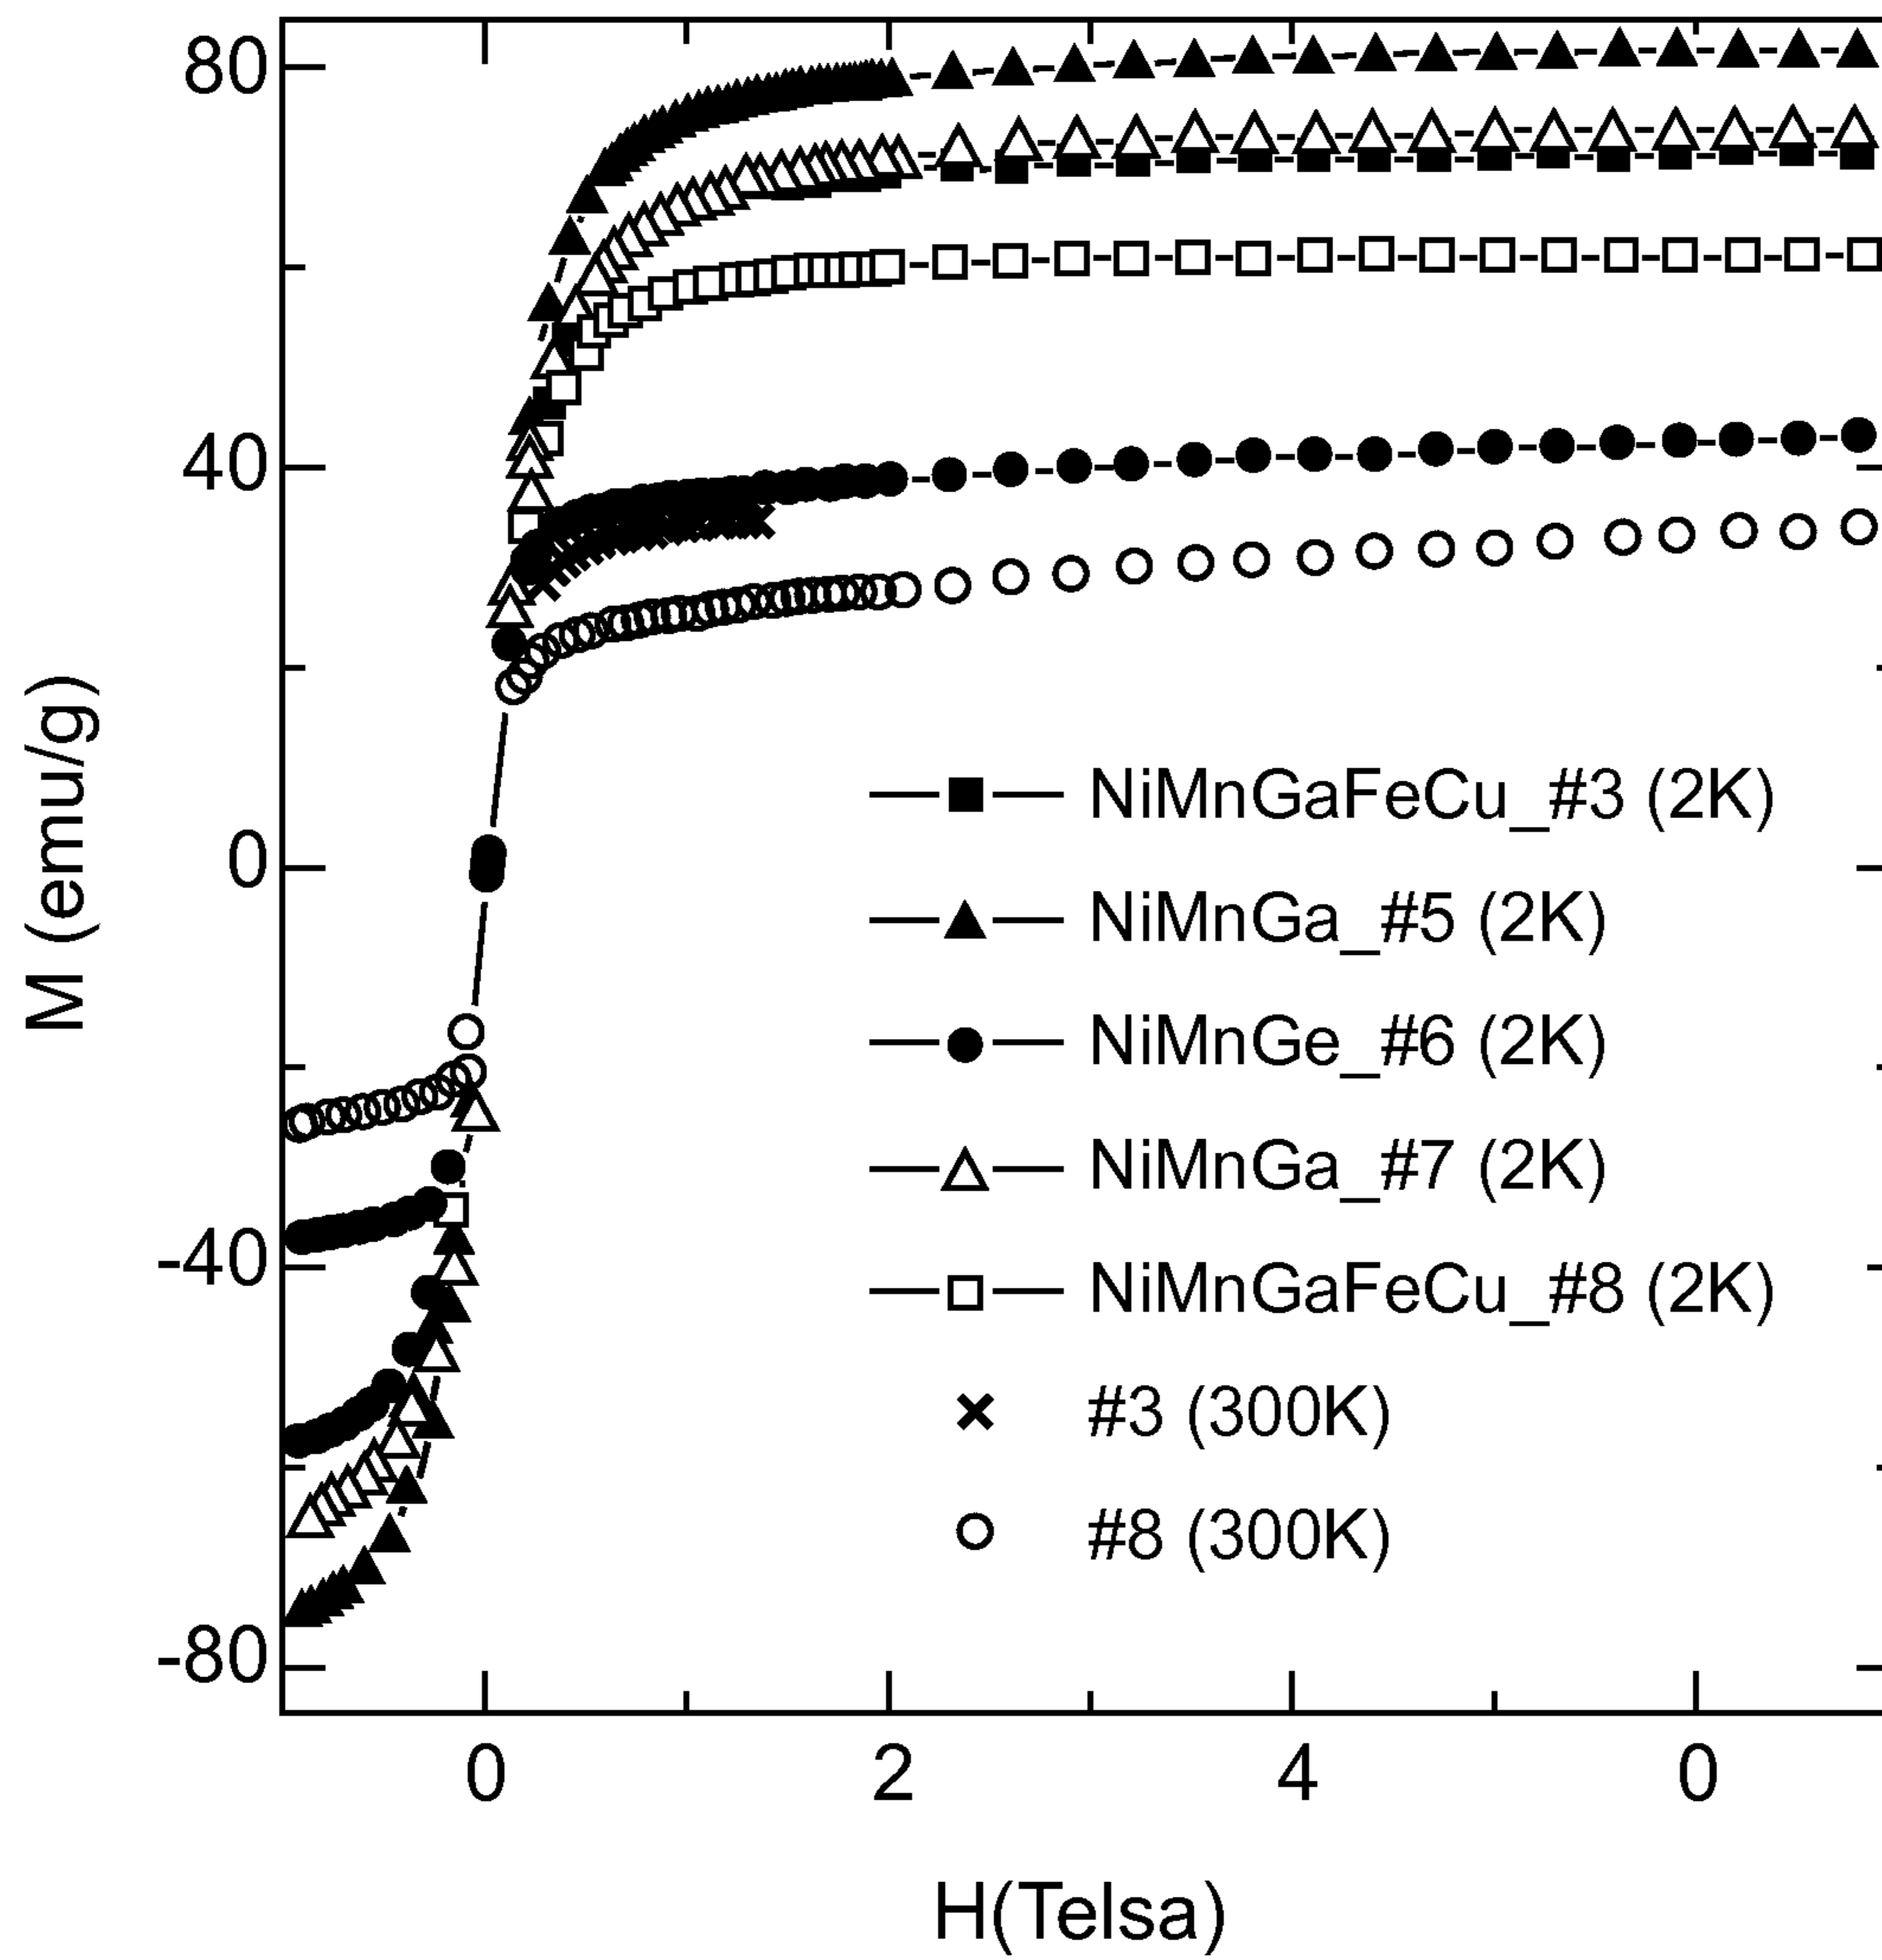 80
40
0
-40
-80
M (emu/g)
NiMnGaFeCu_#3 (2K)
NiMnGa_#5 (2K)
NiMnGe_#6 (2K)
NiMnGa_#7 (2K)
NiMnGaFeCu_#8 (2K)
#3 (300K)
#8 (300K)
0 2 4 0
H(Telsa)